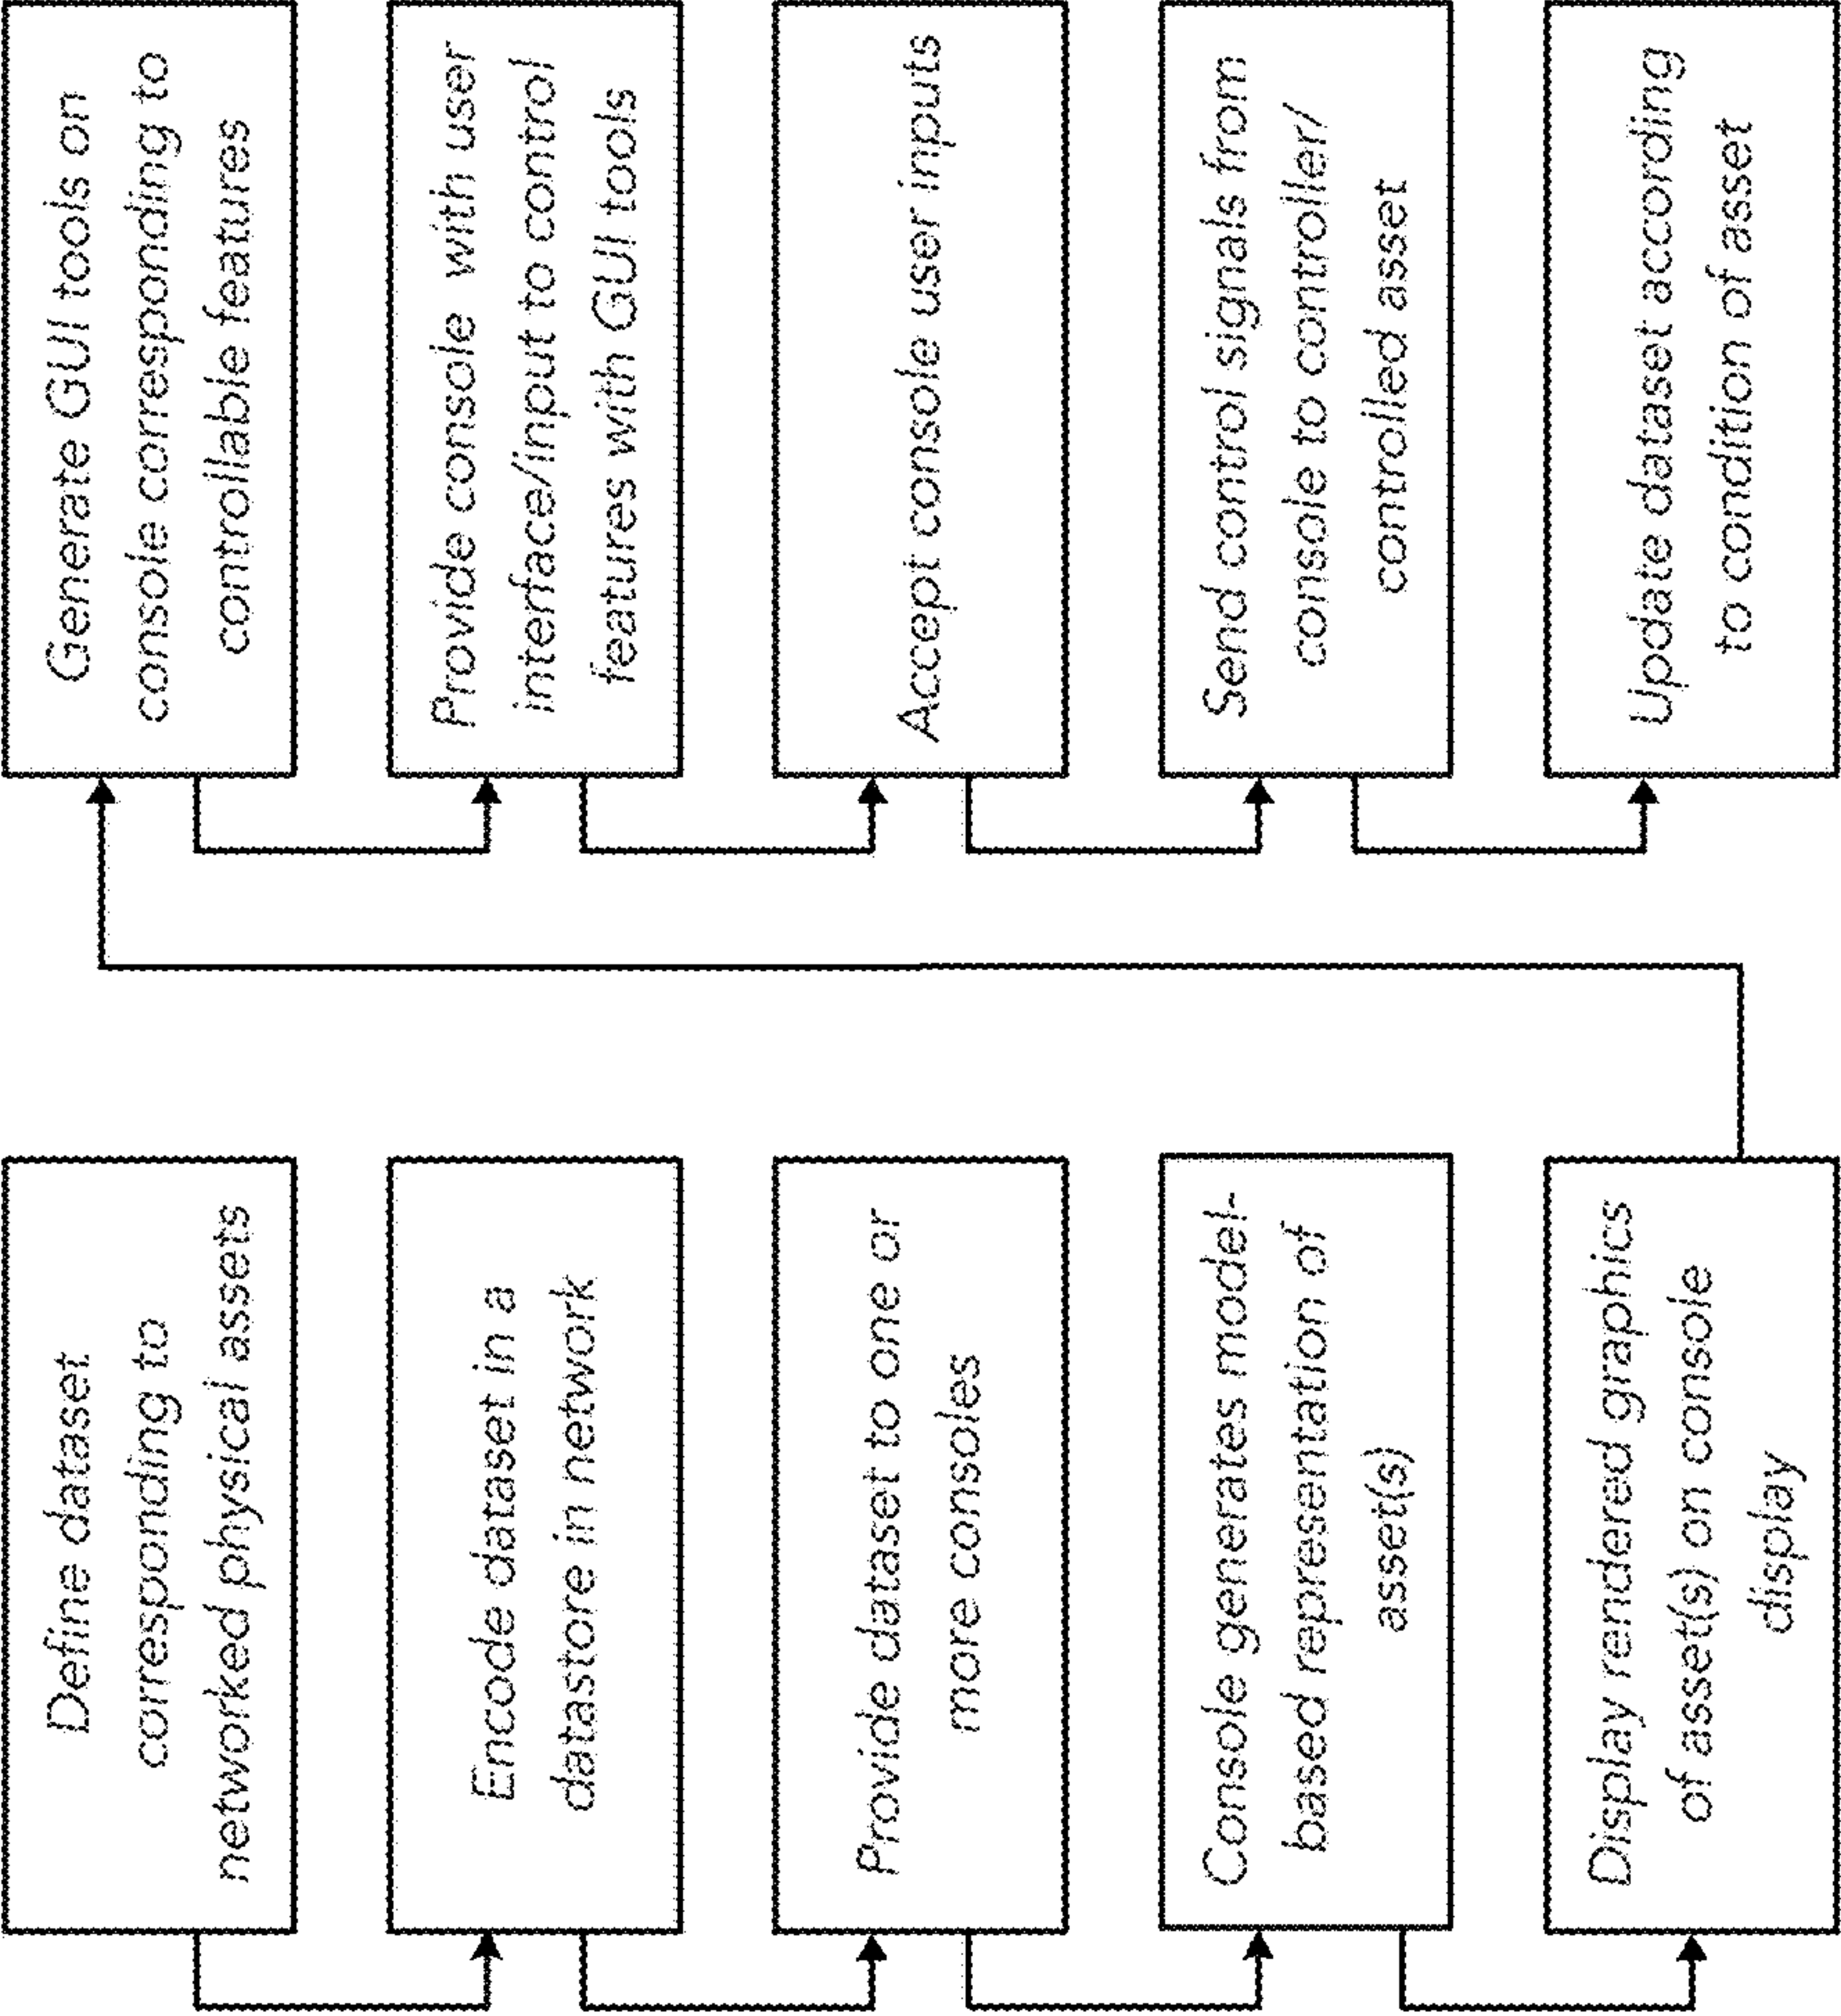 Define dataset
corresponding to
networked physical assets
Encode dataset in a
datastore in network
Provide dataset to one or
more consoles
Console generates model-
based representation of
asset(s)
Display rendered graphics
of asset(s) on console
display
Generate GUI tools on
console corresponding to
controllable features
Provide console with user
interface/input to control
features with GUI tools
Accept console user inputs
Send control signals from
console to controller/
controlled asset
Update dataset according
to condition of asset